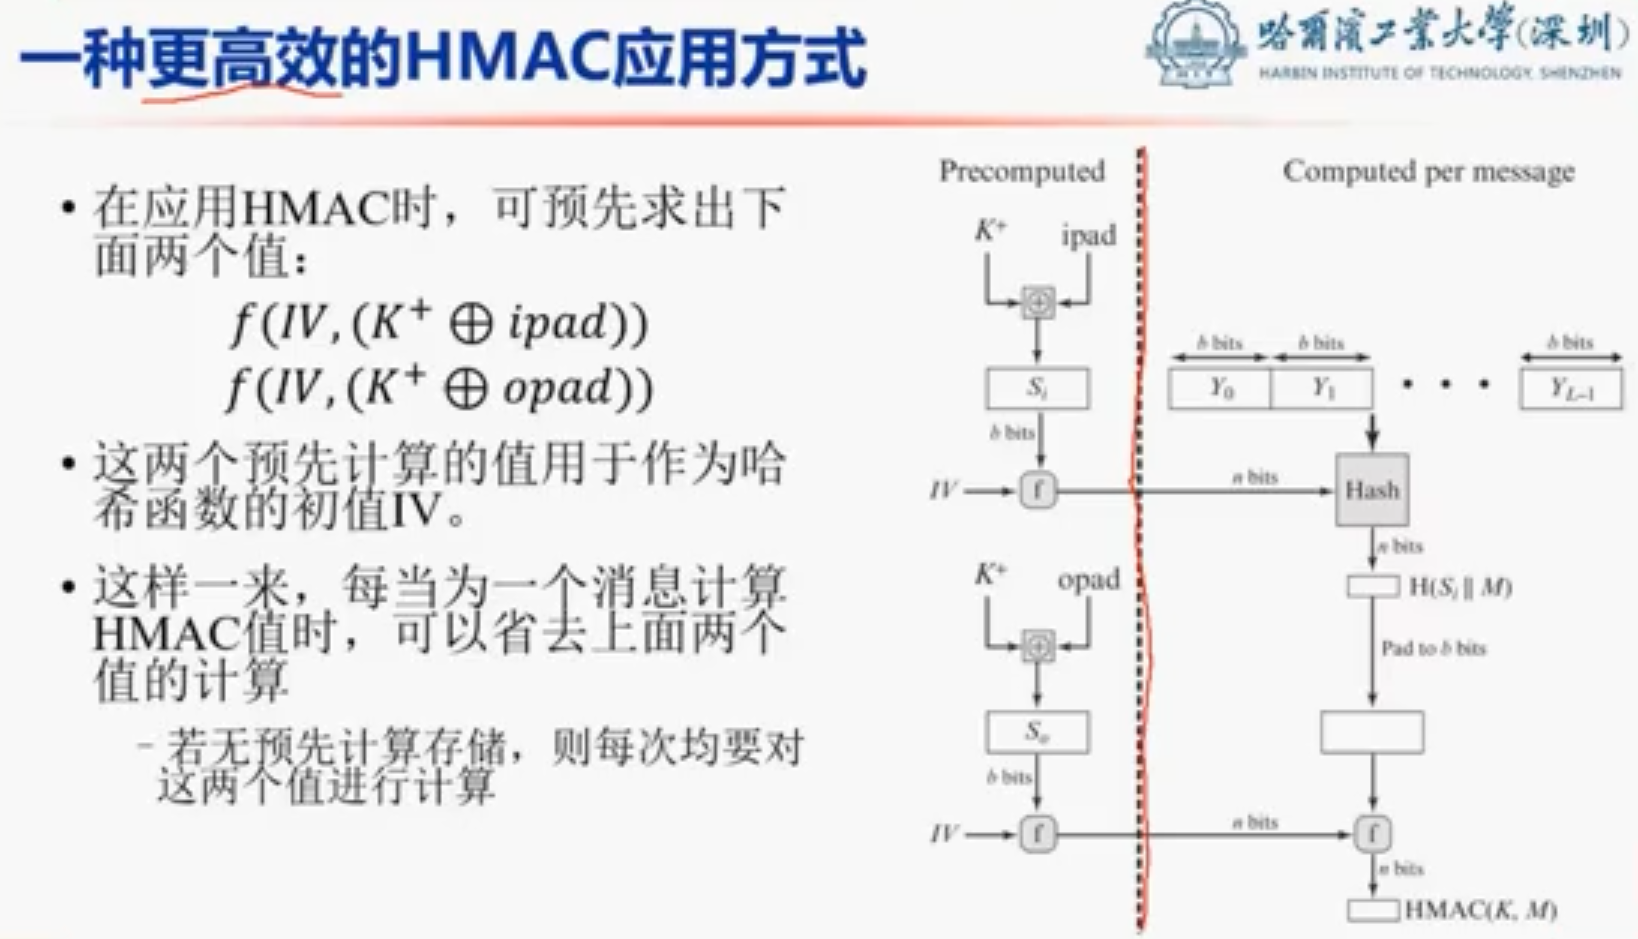 一种更高效的HMAC应用方式
哈爾濱工業大學(深圳)
HARBIN INSTITUTE OF TECHNOLOGY, SHENZHEN
• 在应用HMAC时，可预先求出下
面两个值：
f(IV,(K⁺ ⊕ ipad))
f(IV,(K⁺ ⊕ opad))
• 这两个预先计算的值用于作为哈
希函数的初值IV。
• 这样一来，每当为一个消息计算
HMAC值时，可以省去上面两个
值的计算
- 若无预先计算存储，则每次均要对
这两个值进行计算
Precomputed
K⁺ ipad
Sᵢ
b bits
IV f
K⁺ opad
Sₒ
b bits
IV f
Computed per message
b bits b bits b bits
Y₀ Y₁ • • • Y_{L–1}
n bits Hash
n bits
H(Sᵢ || M)
Pad to b bits
n bits f
n bits
HMAC(K, M)